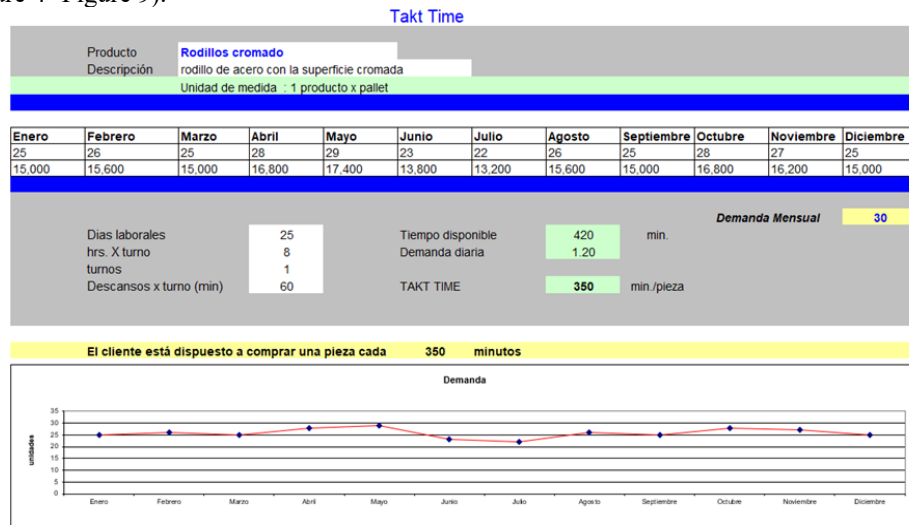 Figure 9).
Takt Time
Producto Rodillos cromado
Descripción rodillo de acero con la superficie cromada
Unidad de medida : 1 producto x pallet
Enero Febrero Marzo Abril Mayo Junio Julio Agosto Septiembre Octubre Noviembre Diciembre
25 26 25 28 29 23 22 26 25 28 27 25
15,000 15,600 15,000 16,800 17,400 13,800 13,200 15,600 15,000 16,800 16,200 15,000
Demanda Mensual 30
Dias laborales 25 Tiempo disponible 420 min.
hrs. X turno 8 Demanda diaria 1.20
turnos 1
Descansos x turno (min) 60 TAKT TIME 350 min./pieza
El cliente está dispuesto a comprar una pieza cada 350 minutos
Demanda
unidades
35
30
25
20
15
10
5
0
Enero Febrero Marzo Abril Mayo Junio Julio Agosto Septiembre Octubre Noviembre Diciembre